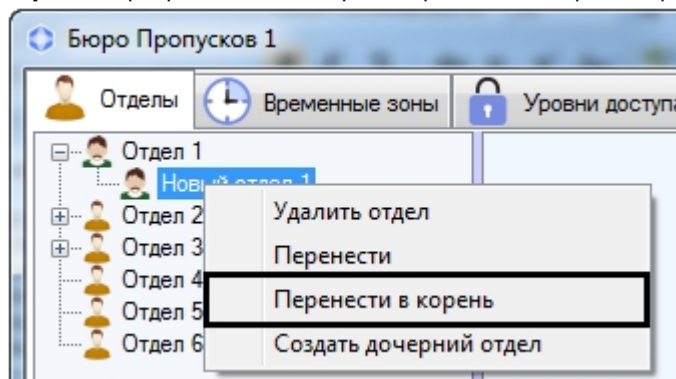 Бюро Пропусков 1
Отделы Временные зоны Уровни доступа
Отдел 1
Новый отдел 1
Отдел 2
Отдел 3
Отдел 4
Отдел 5
Отдел 6
Удалить отдел
Перенести
Перенести в корень
Создать дочерний отдел